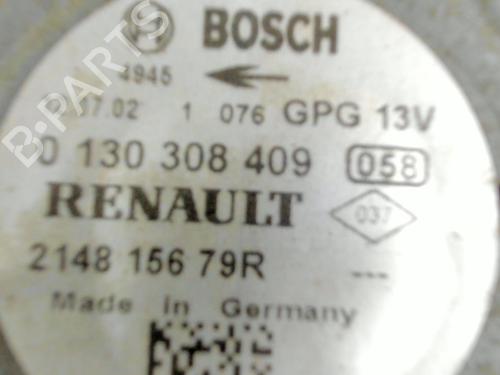 BOSCH
4945
07.02 1 076 GPG 13V
0 130 308 409 058
RENAULT 037
2148 156 79R ---
Made in Germany
B-PARTS